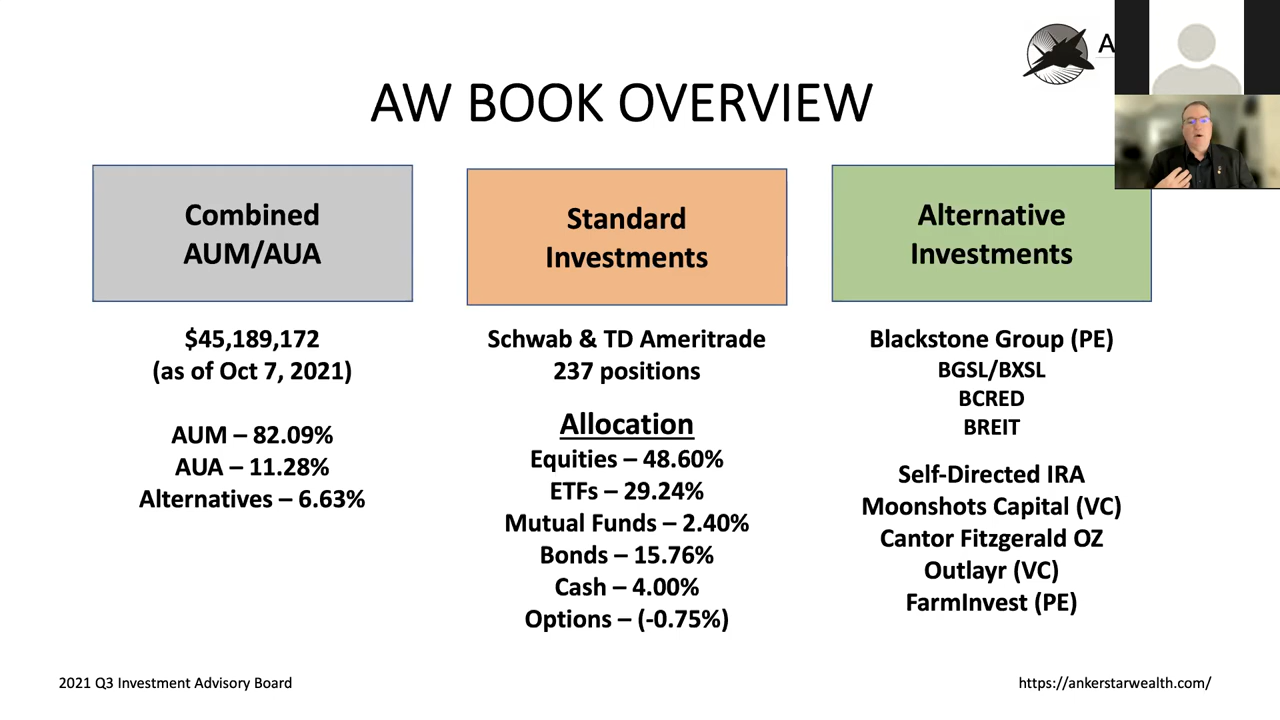 A
AW BOOK OVERVIEW
Combined
AUM/AUA
$45,189,172
(as of Oct 7, 2021)
AUM – 82.09%
AUA – 11.28%
Alternatives – 6.63%
Standard
Investments
Schwab & TD Ameritrade
237 positions
Allocation
Equities – 48.60%
ETFs – 29.24%
Mutual Funds – 2.40%
Bonds – 15.76%
Cash – 4.00%
Options – (-0.75%)
Alternative
Investments
Blackstone Group (PE)
BGSL/BXSL
BCRED
BREIT
Self-Directed IRA
Moonshots Capital (VC)
Cantor Fitzgerald OZ
Outlayr (VC)
FarmInvest (PE)
2021 Q3 Investment Advisory Board
https://ankerstarwealth.com/